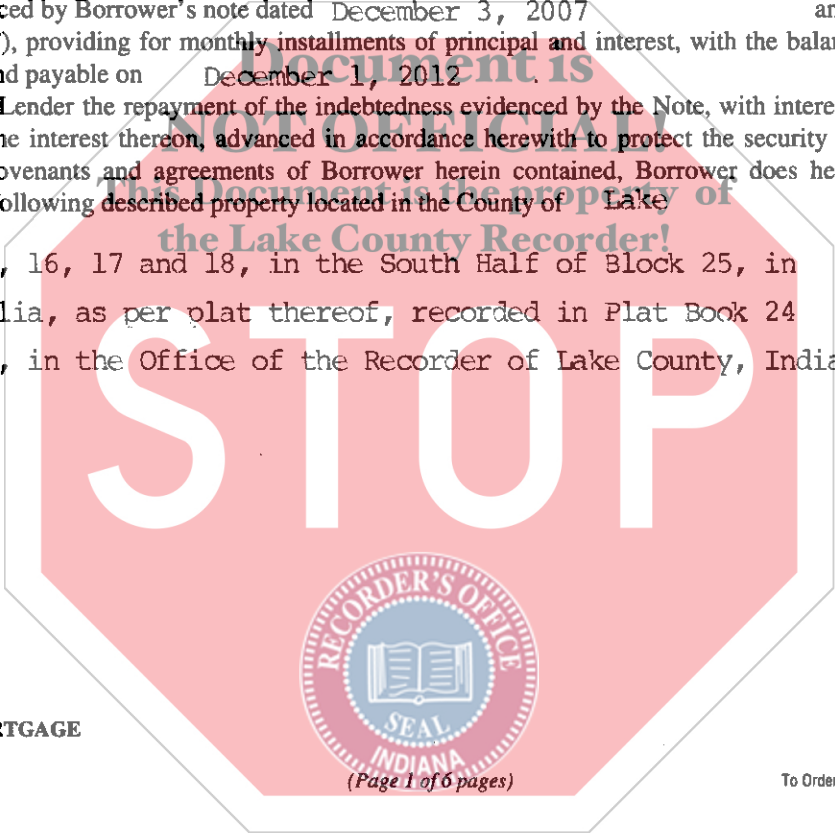 ced by Borrower's note dated December 3, 2007 an
), providing for monthly installments of principal and interest, with the balan
nd payable on December 1, 2012 .
Lender the repayment of the indebtedness evidenced by the Note, with intere
he interest thereon, advanced in accordance herewith to protect the security
ovenants and agreements of Borrower herein contained, Borrower does he
ollowing described property located in the County of Lake
, 16, 17 and 18, in the South Half of Block 25, in
lia, as per plat thereof, recorded in Plat Book 24
, in the Office of the Recorder of Lake County, India
Document is
NOT OFFICIAL!
This Document is the property of
the Lake County Recorder!
STOP
RECORDER'S OFFICE
SEAL
INDIANA
RTGAGE
(Page 1 of 6 pages)
To Order